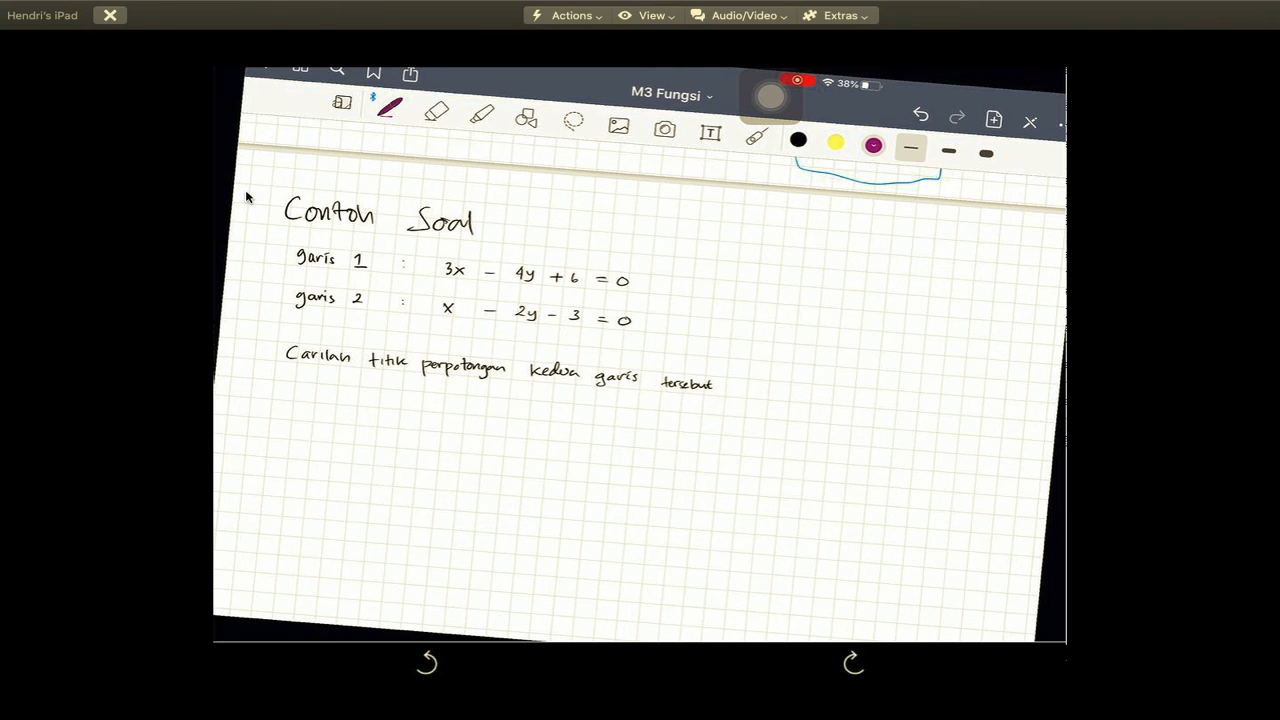 Hendri's iPad
Actions View Audio/Video Extras
M3 Fungsi
38%
T
Contoh Soal
garis 1 : 3x - 4y + 6 = 0
garis 2 : x - 2y - 3 = 0
Carilah titik perpotongan kedua garis tersebut